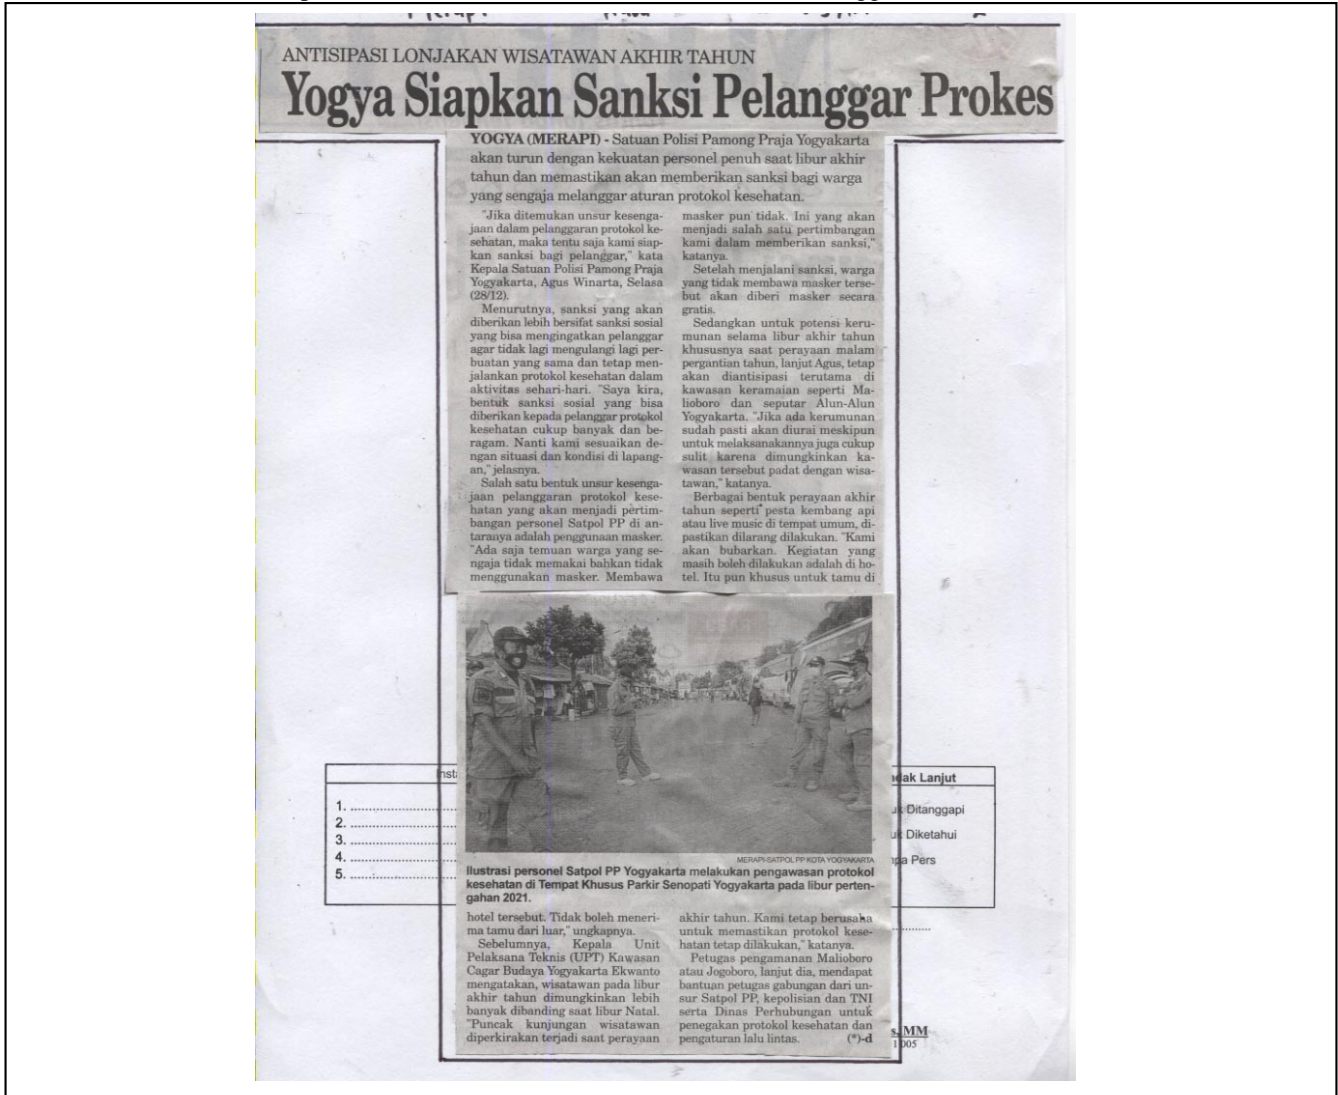 Merapi
ANTISIPASI LONJAKAN WISATAWAN AKHIR TAHUN
Yogya Siapkan Sanksi Pelanggar Prokes
YOGYA (MERAPI) - Satuan Polisi Pamong Praja Yogyakarta
akan turun dengan kekuatan personel penuh saat libur akhir
tahun dan memastikan akan memberikan sanksi bagi warga
yang sengaja melanggar aturan protokol kesehatan.
"Jika ditemukan unsur kesenga-
jaan dalam pelanggaran protokol ke-
sehatan, maka tentu saja kami siap-
kan sanksi bagi pelanggar," kata
Kepala Satuan Polisi Pamong Praja
Yogyakarta, Agus Winarta, Selasa
(28/12).
Menurutnya, sanksi yang akan
diberikan lebih bersifat sanksi sosial
yang bisa mengingatkan pelanggar
agar tidak lagi mengulangi lagi per-
buatan yang sama dan tetap men-
jalankan protokol kesehatan dalam
aktivitas sehari-hari. "Saya kira,
bentuk sanksi sosial yang bisa
diberikan kepada pelanggar protokol
kesehatan cukup banyak dan be-
ragam. Nanti kami sesuaikan de-
ngan situasi dan kondisi di lapang-
an," jelasnya.
Salah satu bentuk unsur kesenga-
jaan pelanggaran protokol kese-
hatan yang akan menjadi pertim-
bangan personel Satpol PP di an-
taranya adalah penggunaan masker.
"Ada saja temuan warga yang se-
ngaja tidak memakai bahkan tidak
menggunakan masker. Membawa
masker pun tidak. Ini yang akan
menjadi salah satu pertimbangan
kami dalam memberikan sanksi,"
katanya.
Setelah menjalani sanksi, warga
yang tidak membawa masker terse-
but akan diberi masker secara
gratis.
Sedangkan untuk potensi keru-
munan selama libur akhir tahun
khususnya saat perayaan malam
pergantian tahun, lanjut Agus, tetap
akan diantisipasi terutama di
kawasan keramaian seperti Ma-
lioboro dan seputar Alun-Alun
Yogyakarta. "Jika ada kerumunan
sudah pasti akan diurai meskipun
untuk melaksanakannya juga cukup
sulit karena dimungkinkan ka-
wasan tersebut padat dengan wisa-
tawan," katanya.
Berbagai bentuk perayaan akhir
tahun seperti pesta kembang api
atau live music di tempat umum, di-
pastikan dilarang dilakukan. "Kami
akan bubarkan. Kegiatan yang
masih boleh dilakukan adalah di ho-
tel. Itu pun khusus untuk tamu di
MERAPI-SATPOL PP KOTA YOGYAKARTA
Ilustrasi personel Satpol PP Yogyakarta melakukan pengawasan protokol
kesehatan di Tempat Khusus Parkir Senopati Yogyakarta pada libur perten-
gahan 2021.
hotel tersebut. Tidak boleh meneri-
ma tamu dari luar," ungkapnya.
Sebelumnya, Kepala Unit
Pelaksana Teknis (UPT) Kawasan
Cagar Budaya Yogyakarta Ekwanto
mengatakan, wisatawan pada libur
akhir tahun dimungkinkan lebih
banyak dibanding saat libur Natal.
"Puncak kunjungan wisatawan
diperkirakan terjadi saat perayaan
akhir tahun. Kami tetap berusaha
untuk memastikan protokol kese-
hatan tetap dilakukan," katanya.
Petugas pengamanan Malioboro
atau Jogoboro, lanjut dia, mendapat
bantuan petugas gabungan dari un-
sur Satpol PP, kepolisian dan TNI
serta Dinas Perhubungan untuk
penegakan protokol kesehatan dan
pengaturan lalu lintas. (*)-d
Insta
dak Lanjut
1. ....................
2. ....................
3. ....................
4. ....................
5. ....................
uk Ditanggapi
uk Diketahui
npa Pers
s, MM
1 005